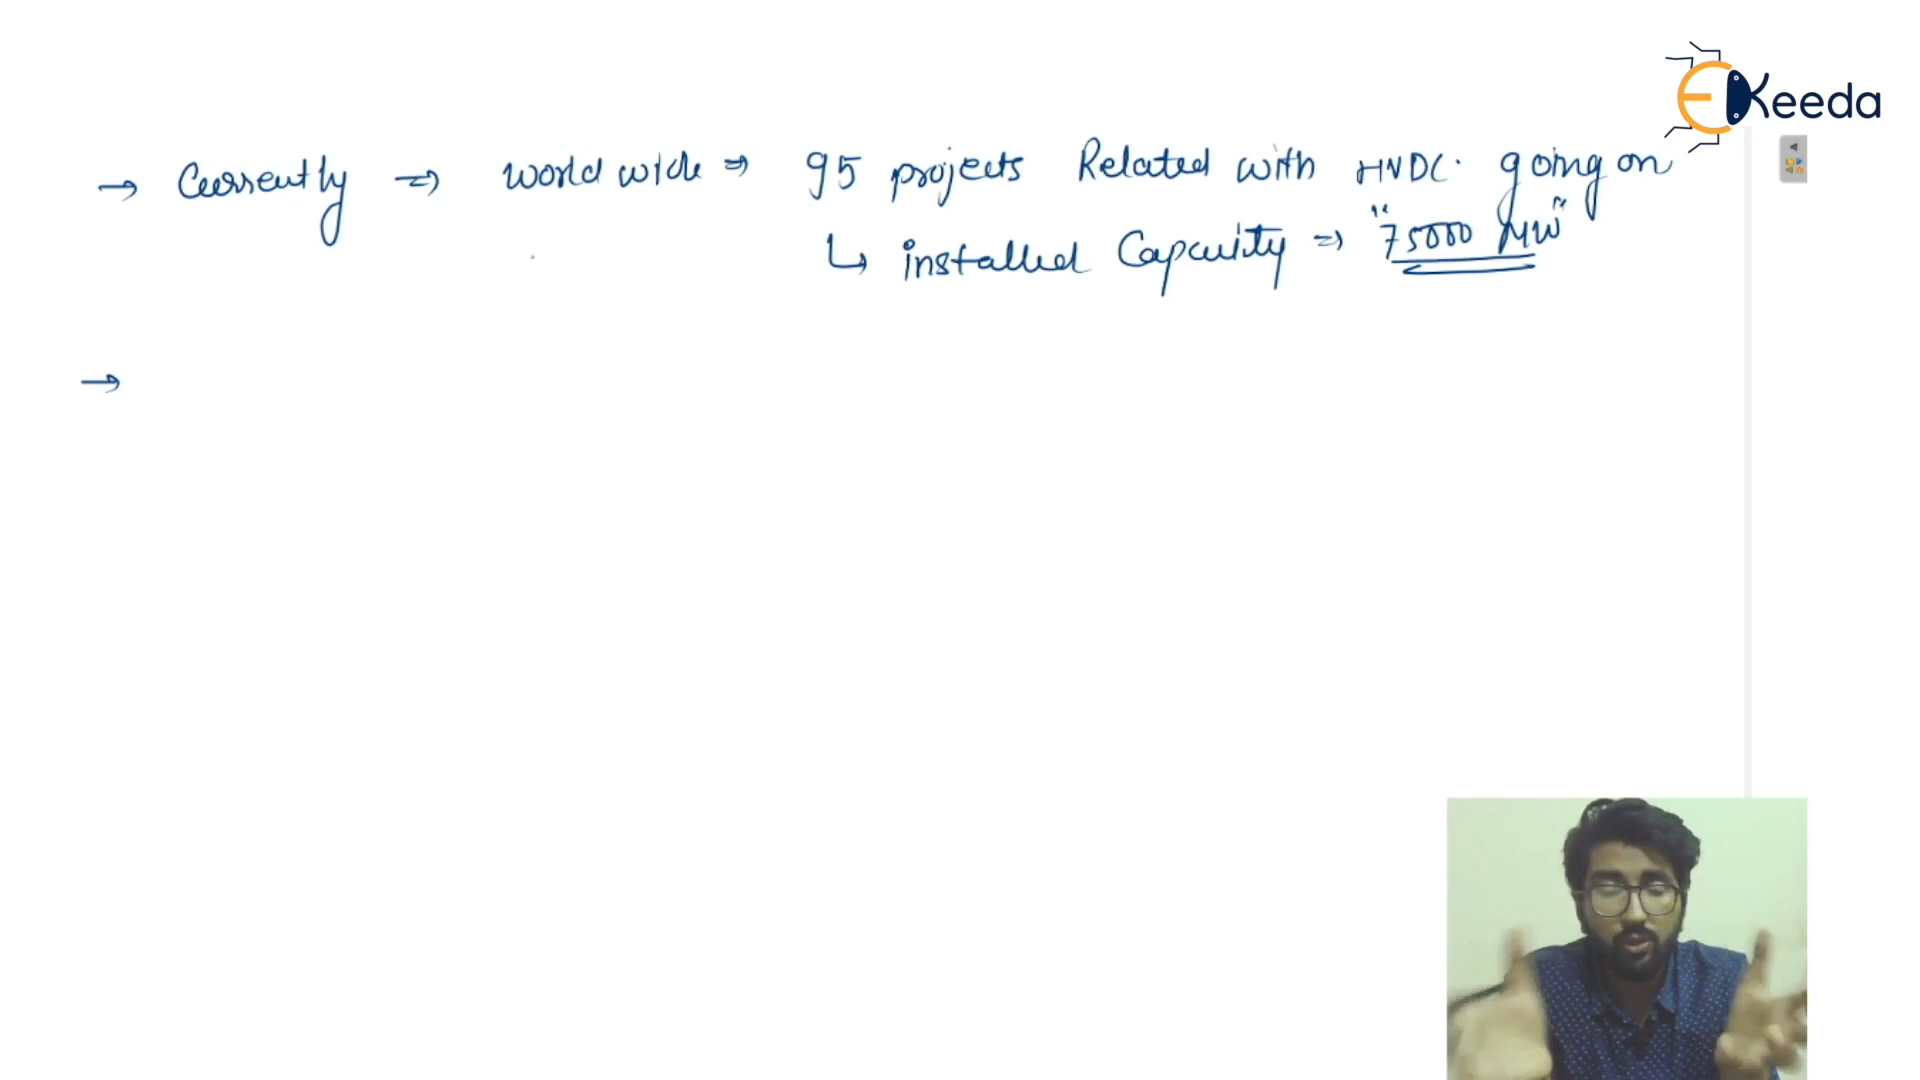 EKeeda
→ Currently ⇒ world wide ⇒ 95 projects Related with HVDC. going on
↳ installed Capacity ⇒ "75000 MW"
→